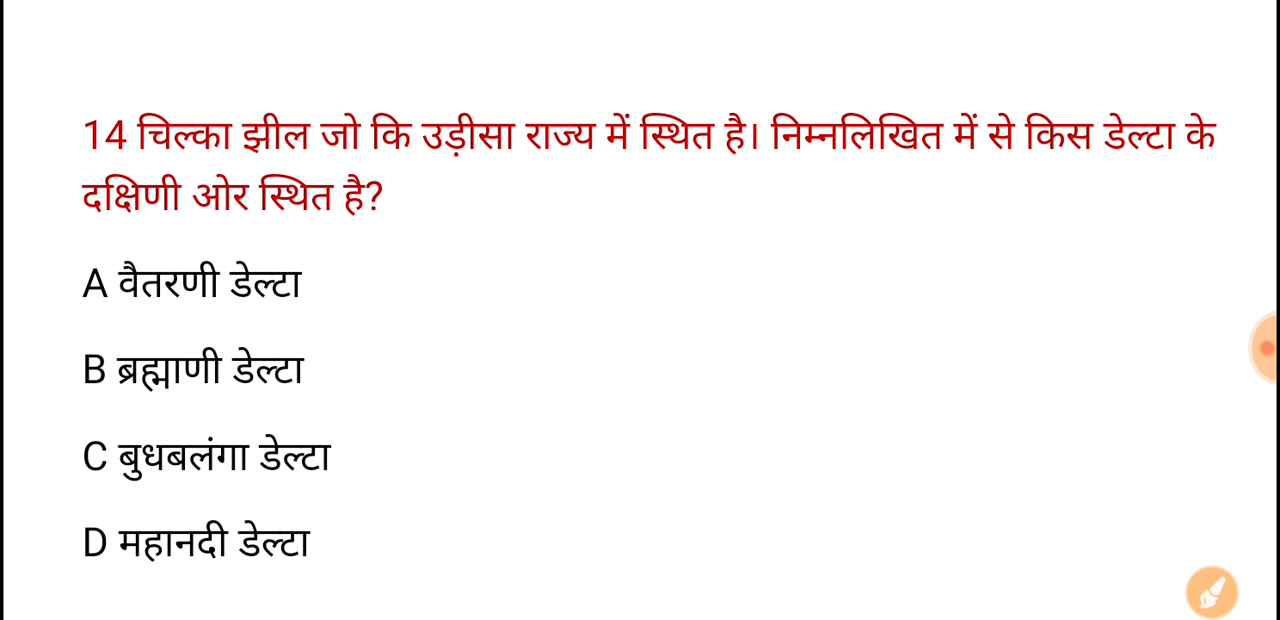 14 चिल्का झील जो कि उड़ीसा राज्य में स्थित है। निम्नलिखित में से किस डेल्टा के
दक्षिणी ओर स्थित है?
A वैतरणी डेल्टा
B ब्रह्माणी डेल्टा
C बुधबलंगा डेल्टा
D महानदी डेल्टा